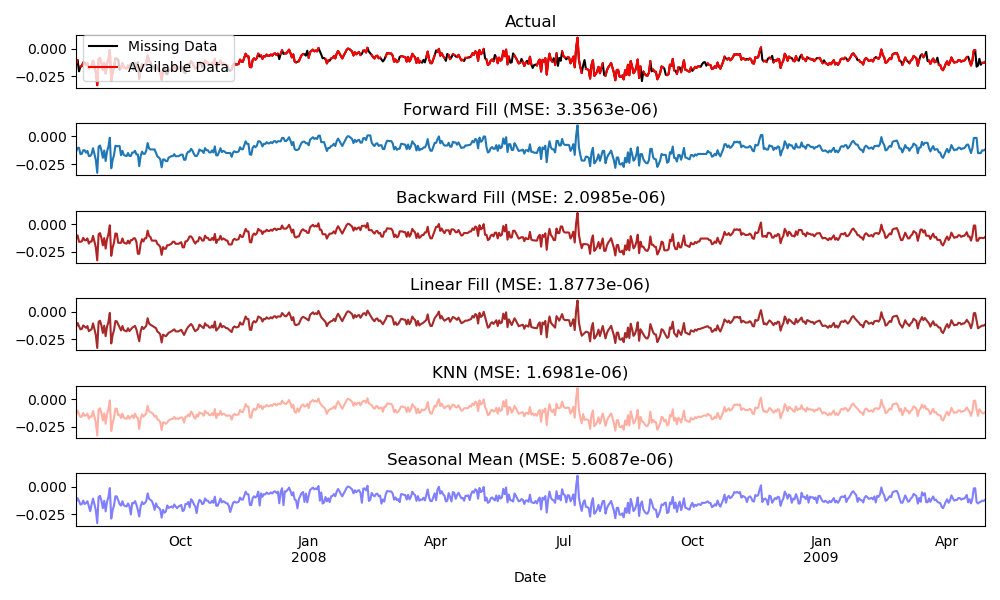 Actual
0.000
−0.025
Missing Data
Available Data
Forward Fill (MSE: 3.3563e-06)
0.000
−0.025
Backward Fill (MSE: 2.0985e-06)
0.000
−0.025
Linear Fill (MSE: 1.8773e-06)
0.000
−0.025
KNN (MSE: 1.6981e-06)
0.000
−0.025
Seasonal Mean (MSE: 5.6087e-06)
0.000
−0.025
Oct Jan Apr Jul Oct Jan Apr
2008 2009
Date